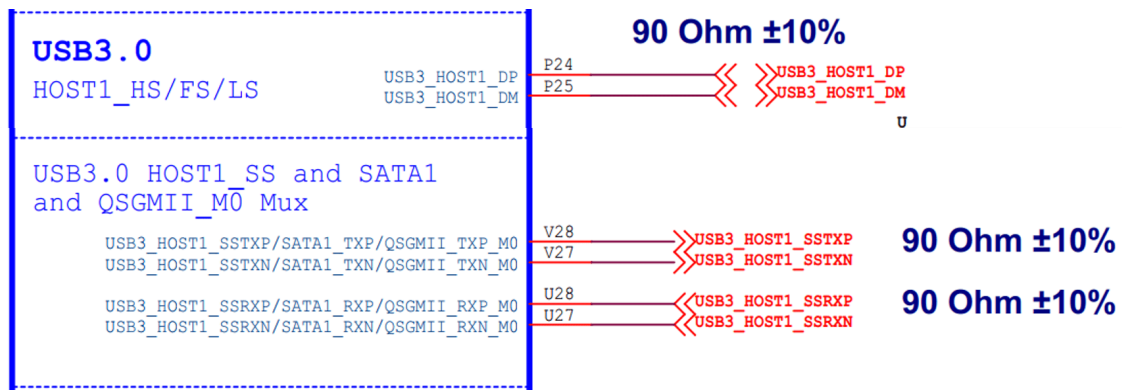 90 Ohm ±10%
USB3.0
HOST1_HS/FS/LS
USB3_HOST1_DP P24 USB3_HOST1_DP
USB3_HOST1_DM P25 USB3_HOST1_DM
U
USB3.0 HOST1_SS and SATA1
and QSGMII_M0 Mux
USB3_HOST1_SSTXP/SATA1_TXP/QSGMII_TXP_M0 V28 USB3_HOST1_SSTXP 90 Ohm ±10%
USB3_HOST1_SSTXN/SATA1_TXN/QSGMII_TXN_M0 V27 USB3_HOST1_SSTXN
USB3_HOST1_SSRXP/SATA1_RXP/QSGMII_RXP_M0 U28 USB3_HOST1_SSRXP 90 Ohm ±10%
USB3_HOST1_SSRXN/SATA1_RXN/QSGMII_RXN_M0 U27 USB3_HOST1_SSRXN